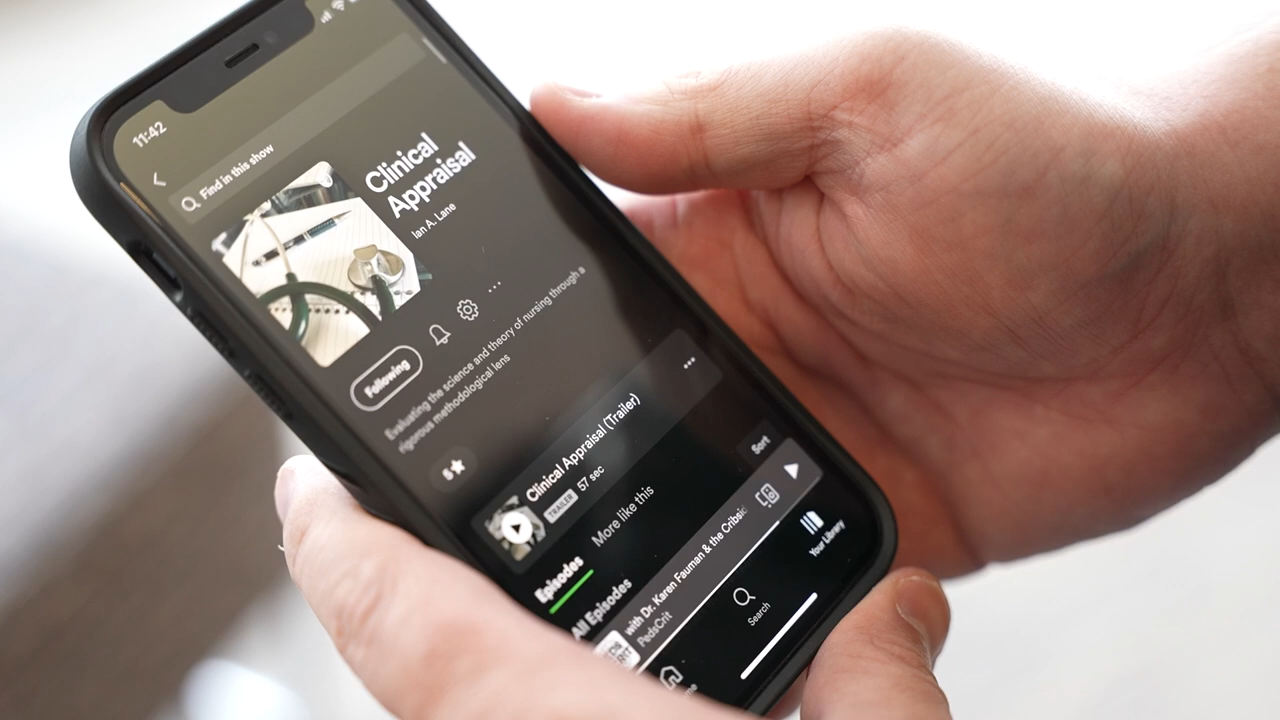 11:42
Find in this show
Clinical
Appraisal
Ian A. Lane
Following
Evaluating the science and theory of nursing through a
rigorous methodological lens
5
Clinical Appraisal (Trailer)
TRAILER 57 sec
Episodes
More like this
All Episodes
Sort
with Dr. Karen Fauman & the Cribsi
PedsCrit
Search
Your Library